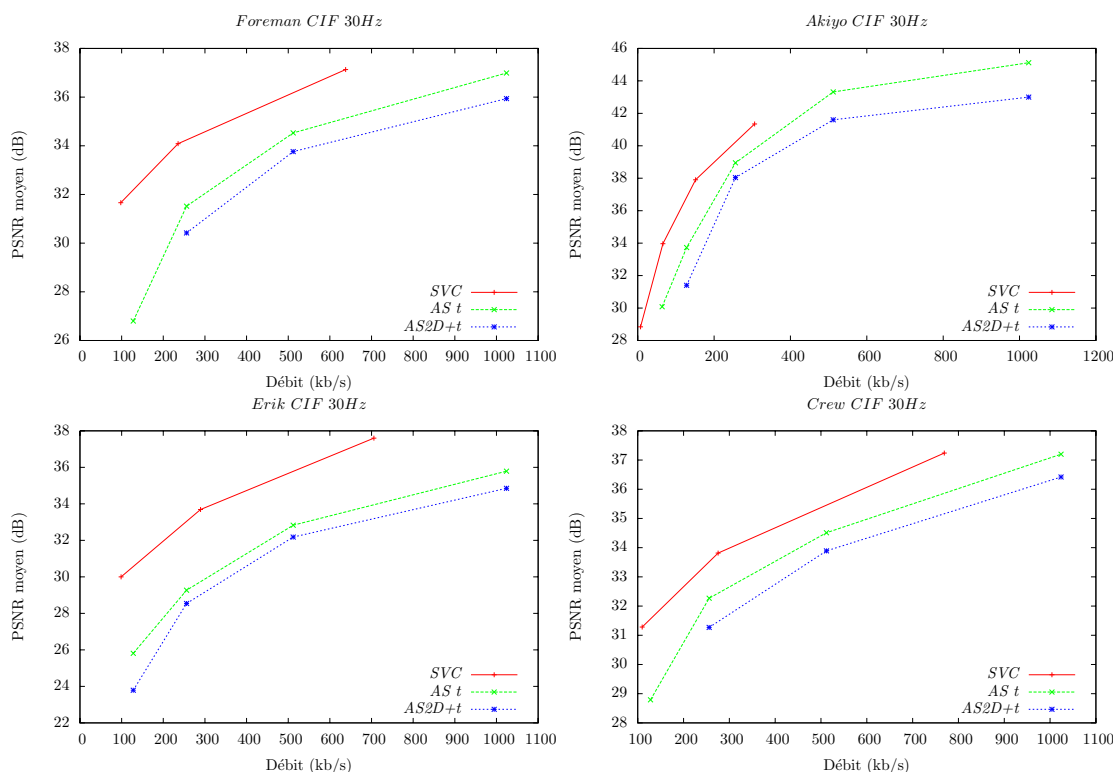 Foreman CIF 30Hz
38
36
34
32
30
28
26
PSNR moyen (dB)
SVC
AS t
AS2D+t
0 100 200 300 400 500 600 700 800 900 1000 1100
Débit (kb/s)
Akiyo CIF 30Hz
46
44
42
40
38
36
34
32
30
28
PSNR moyen (dB)
SVC
AS t
AS2D+t
0 200 400 600 800 1000 1200
Débit (kb/s)
Erik CIF 30Hz
38
36
34
32
30
28
26
24
22
PSNR moyen (dB)
SVC
AS t
AS2D+t
0 100 200 300 400 500 600 700 800 900 1000 1100
Débit (kb/s)
Crew CIF 30Hz
38
37
36
35
34
33
32
31
30
29
28
PSNR moyen (dB)
SVC
AS t
AS2D+t
100 200 300 400 500 600 700 800 900 1000 1100
Débit (kb/s)